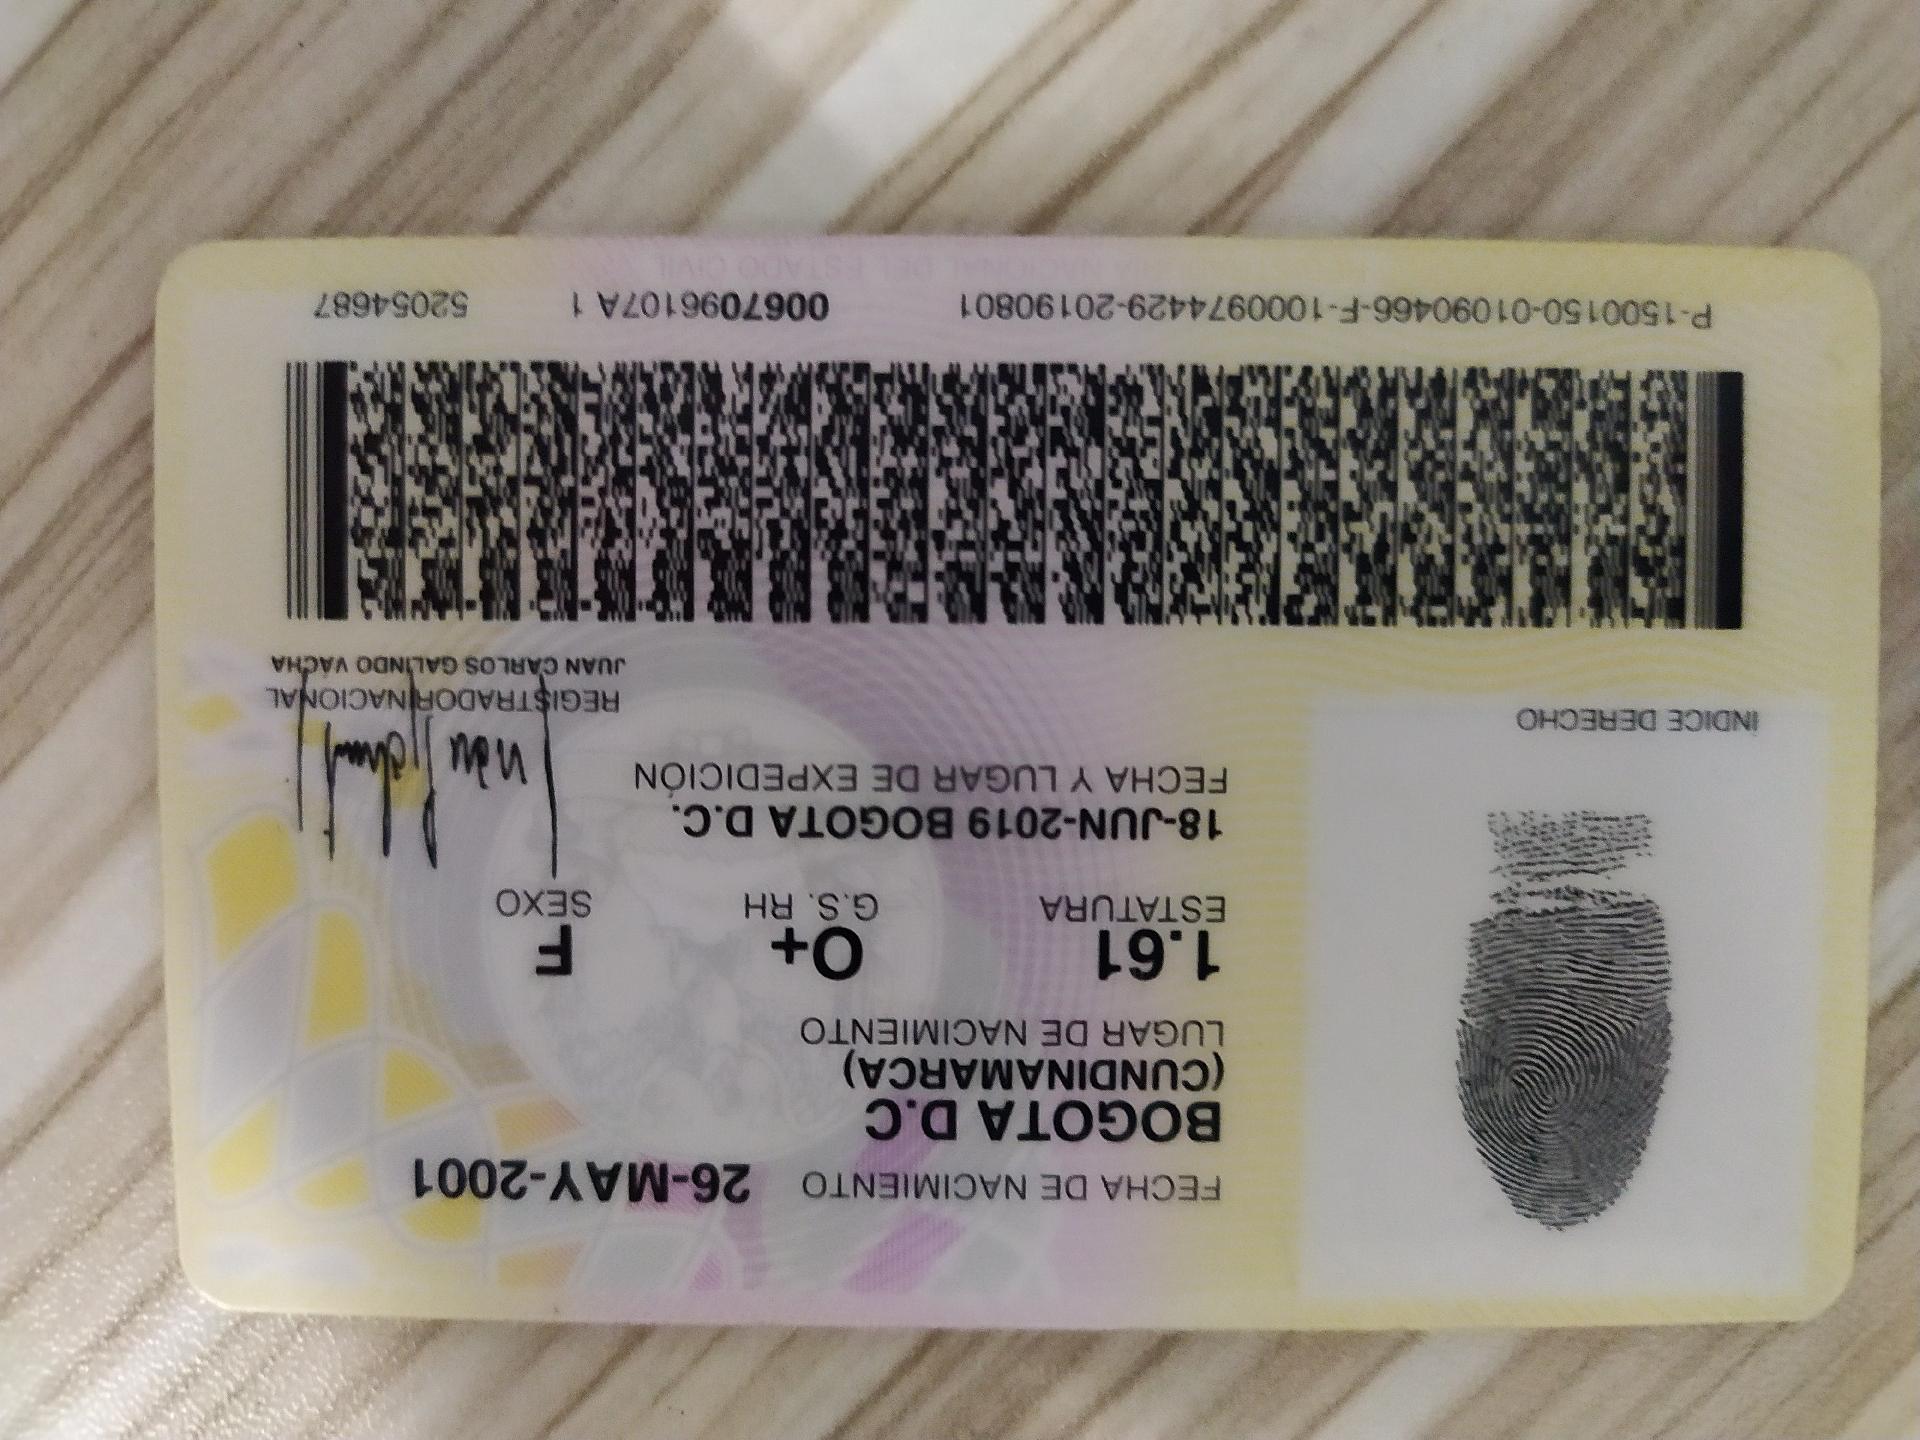 FECHA DE NACIMIENTO 26-MAY-2001
BOGOTA D.C
(CUNDINAMARCA)
LUGAR DE NACIMIENTO
1.61 O+ F
ESTATURA G.S. RH SEXO
18-JUN-2019 BOGOTA D.C.
FECHA Y LUGAR DE EXPEDICIÓN
INDICE DERECHO
REGISTRADOR NACIONAL
JUAN CARLOS GALINDO VACHA
P-1500150-01090466-F-1000974429-20190801 0067096107A 1 52054687
NACIONAL DEL ESTADO CIVIL